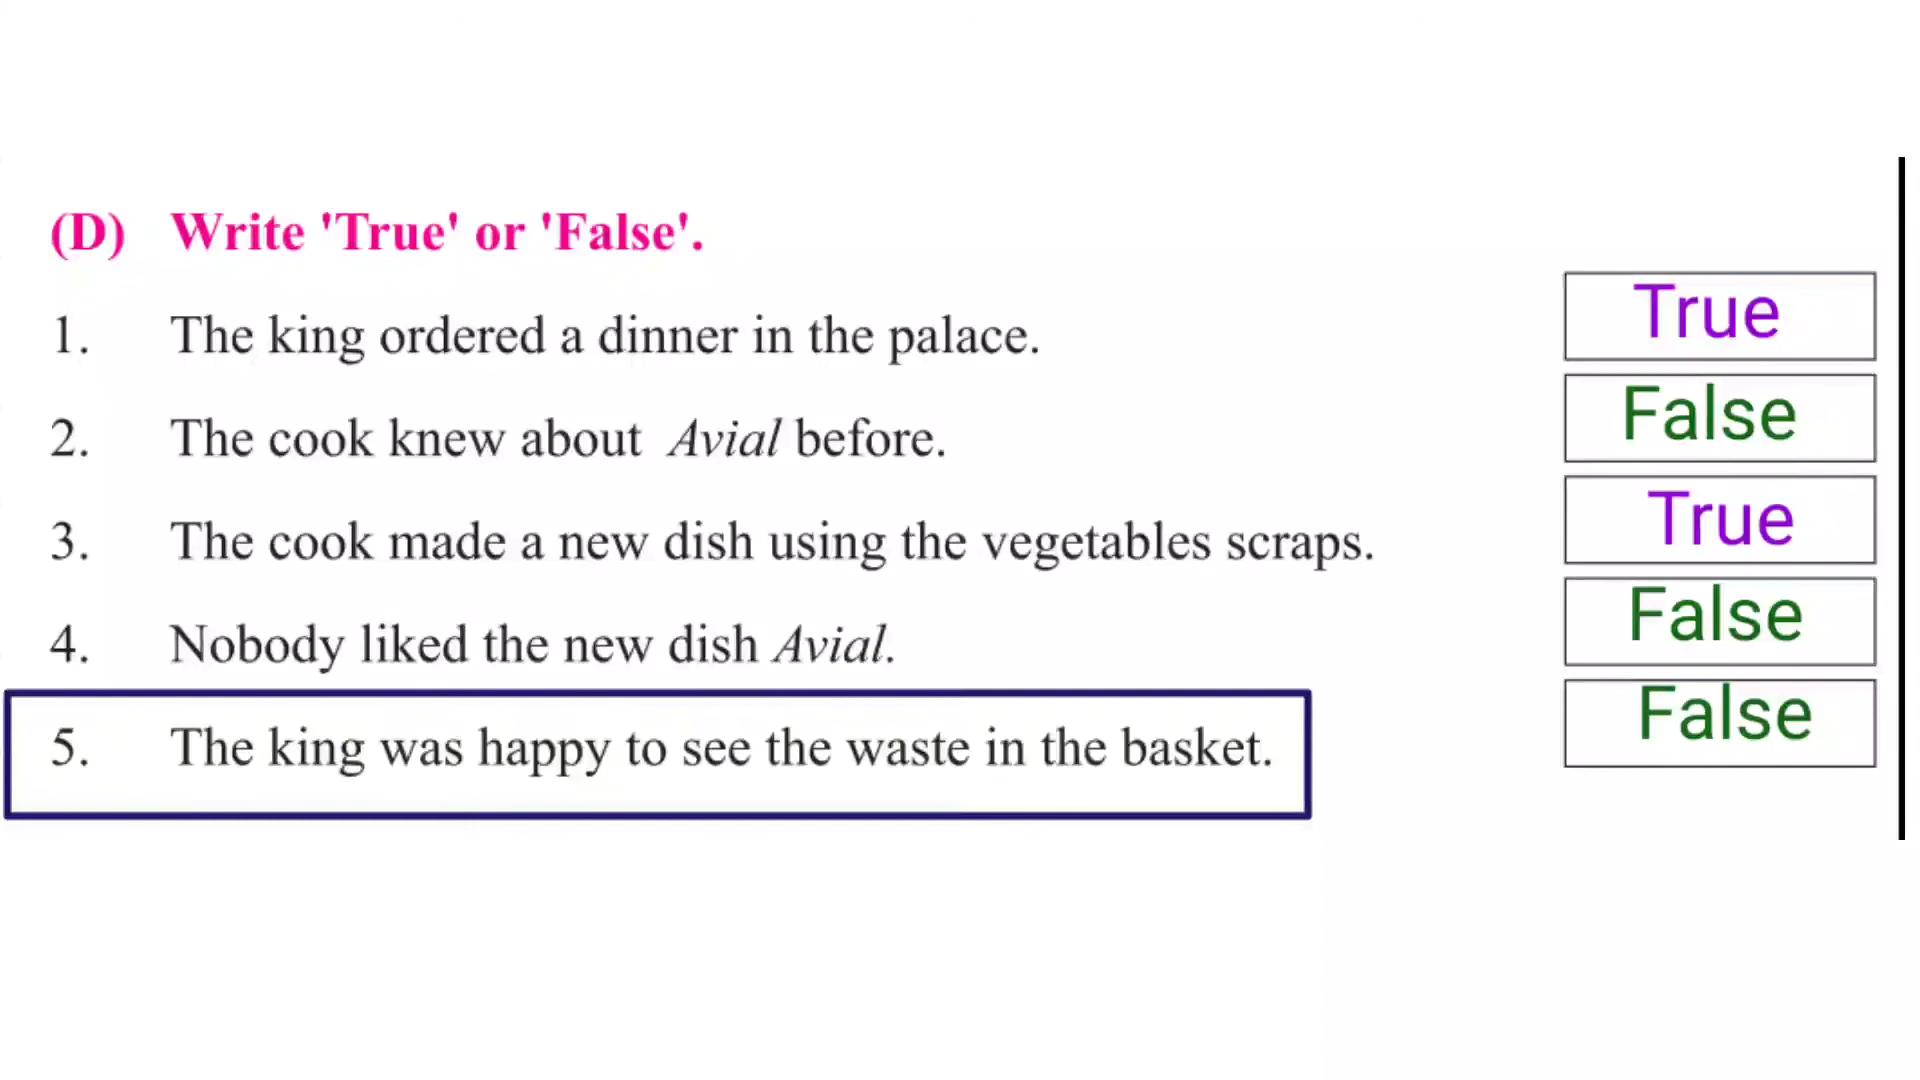 (D) Write 'True' or 'False'.
1. The king ordered a dinner in the palace. True
2. The cook knew about Avial before. False
3. The cook made a new dish using the vegetables scraps. True
4. Nobody liked the new dish Avial. False
5. The king was happy to see the waste in the basket. False